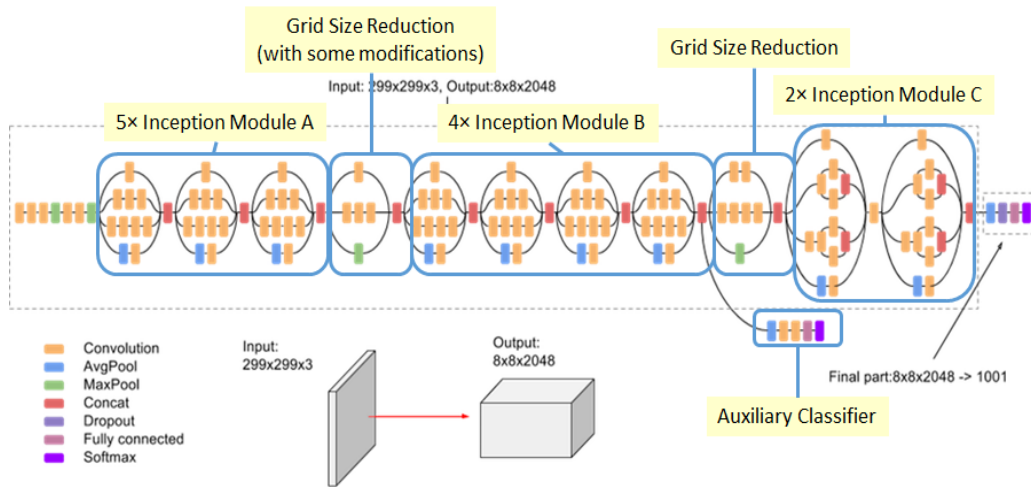 Grid Size Reduction
(with some modifications)
Grid Size Reduction
Input: 299x299x3, Output:8x8x2048
2× Inception Module C
5× Inception Module A
4× Inception Module B
Convolution
AvgPool
MaxPool
Concat
Dropout
Fully connected
Softmax
Input:
299x299x3
Output:
8x8x2048
Final part:8x8x2048 -> 1001
Auxiliary Classifier